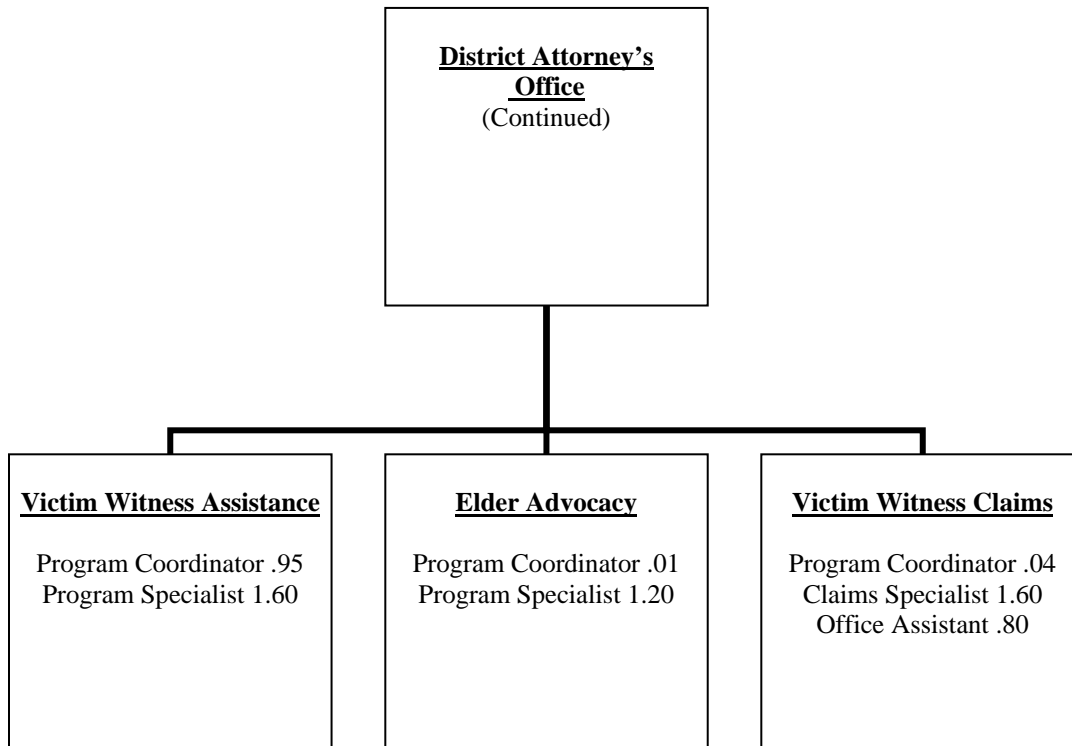 District Attorney's
Office
(Continued)
Victim Witness Assistance
Program Coordinator .95
Program Specialist 1.60
Elder Advocacy
Program Coordinator .01
Program Specialist 1.20
Victim Witness Claims
Program Coordinator .04
Claims Specialist 1.60
Office Assistant .80